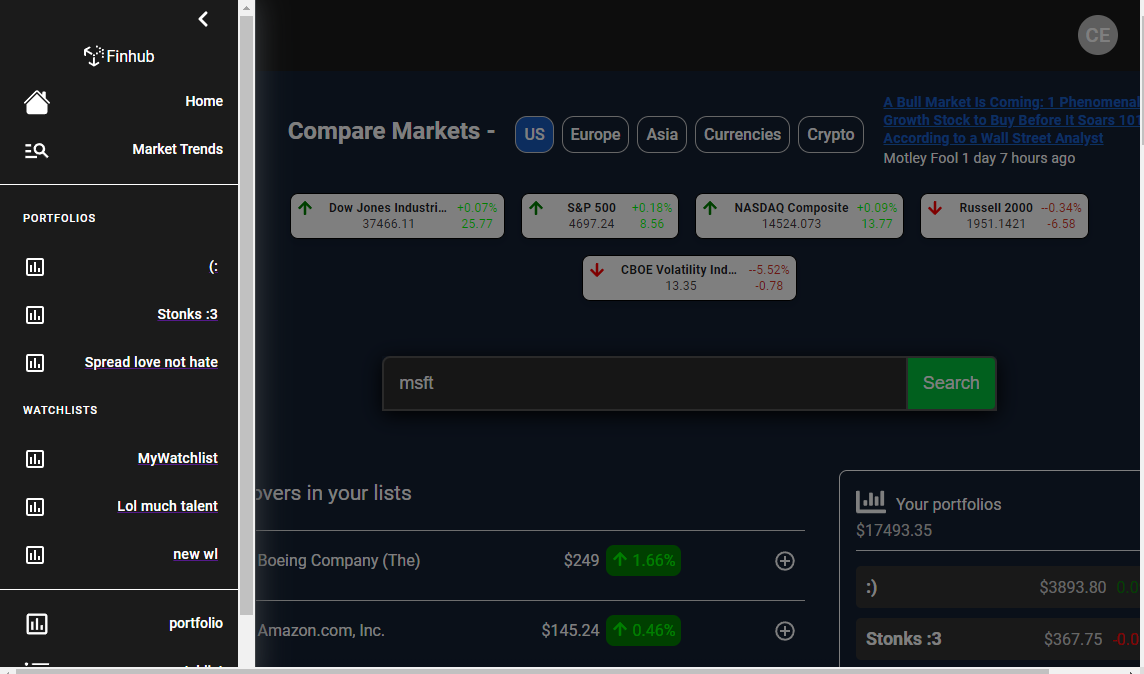 Finhub
Home
Market Trends
PORTFOLIOS
(:
Stonks :3
Spread love not hate
WATCHLISTS
MyWatchlist
Lol much talent
new wl
portfolio
CE
Compare Markets -
US
Europe
Asia
Currencies
Crypto
A Bull Market Is Coming: 1 Phenomenal
Growth Stock to Buy Before It Soars 101
According to a Wall Street Analyst
Motley Fool 1 day 7 hours ago
Dow Jones Industri... +0.07%
37466.11 25.77
S&P 500 +0.18%
4697.24 8.56
NASDAQ Composite +0.09%
14524.073 13.77
Russell 2000 --0.34%
1951.1421 -6.58
CBOE Volatility Ind... --5.52%
13.35 -0.78
msft
Search
overs in your lists
Boeing Company (The) $249 1.66%
Amazon.com, Inc. $145.24 0.46%
Your portfolios
$17493.35
:) $3893.80 0.0
Stonks :3 $367.75 -0.0